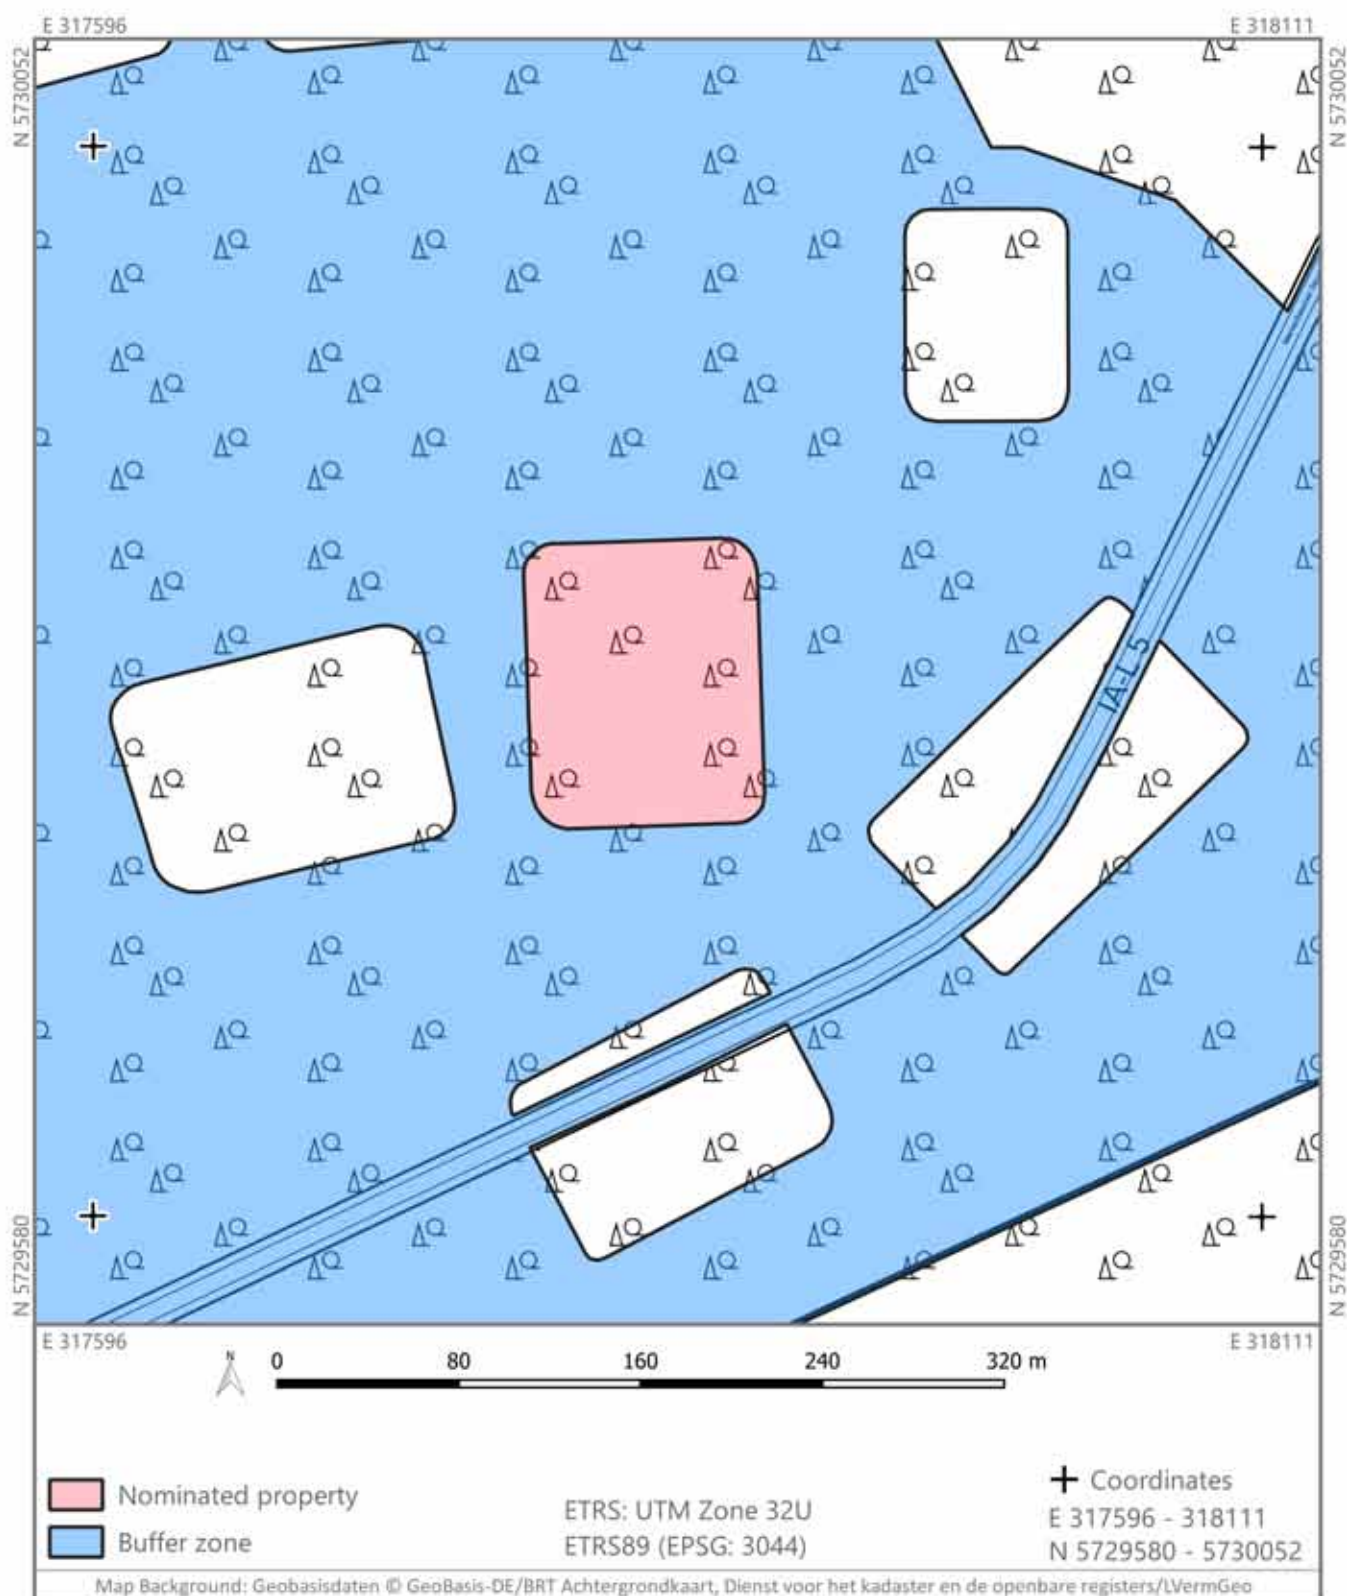 E 317596
E 318111
N 5730052
N 5730052
IA-L 5
N 5729580
N 5729580
E 317596
E 318111
N
0 80 160 240 320 m
Nominated property
Buffer zone
ETRS: UTM Zone 32U
ETRS89 (EPSG: 3044)
Coordinates
E 317596 - 318111
N 5729580 - 5730052
Map Background: Geobasisdaten © GeoBasis-DE/BRT Achtergrondkaart, Dienst voor het kadaster en de openbare registers/LVermGeo